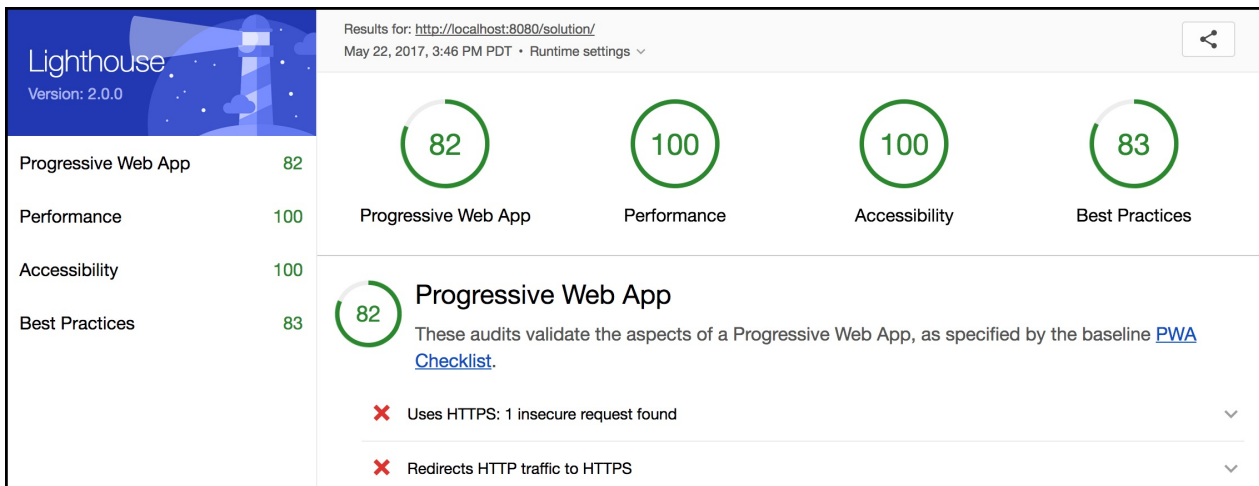 Lighthouse
Version: 2.0.0
Progressive Web App 82
Performance 100
Accessibility 100
Best Practices 83
Results for: http://localhost:8080/solution/
May 22, 2017, 3:46 PM PDT • Runtime settings
82
Progressive Web App
100
Performance
100
Accessibility
83
Best Practices
82
Progressive Web App
These audits validate the aspects of a Progressive Web App, as specified by the baseline PWA
Checklist.
Uses HTTPS: 1 insecure request found
Redirects HTTP traffic to HTTPS